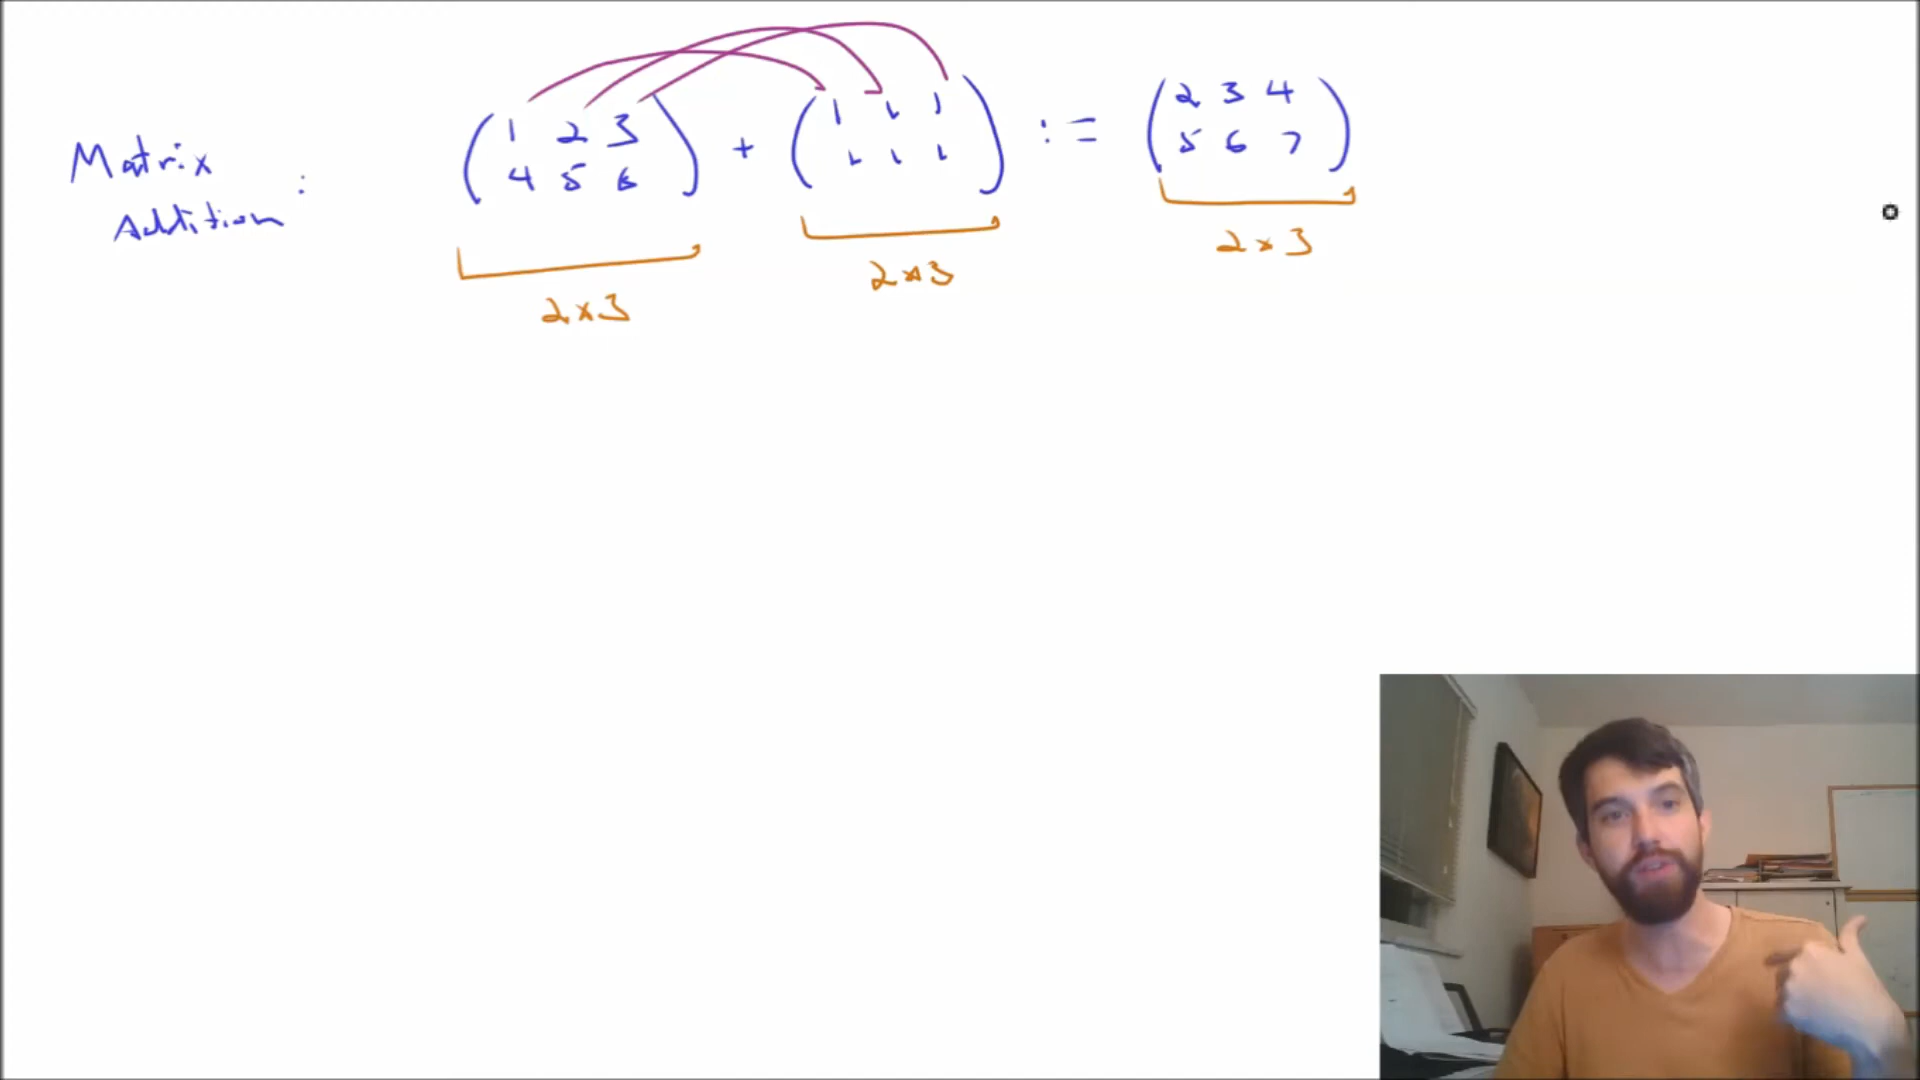 Matrix Addition:
( 1 2 3 ) + ( 1 1 1 ) := ( 2 3 4 )
( 4 5 6 ) ( 1 1 1 ) ( 5 6 7 )
2×3 2×3 2×3